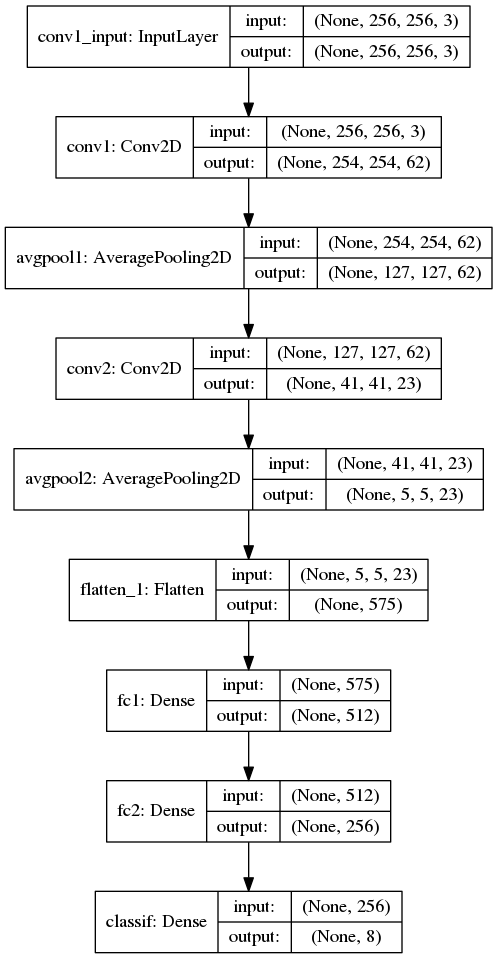 conv1_input: InputLayer
input: (None, 256, 256, 3)
output: (None, 256, 256, 3)
conv1: Conv2D
input: (None, 256, 256, 3)
output: (None, 254, 254, 62)
avgpool1: AveragePooling2D
input: (None, 254, 254, 62)
output: (None, 127, 127, 62)
conv2: Conv2D
input: (None, 127, 127, 62)
output: (None, 41, 41, 23)
avgpool2: AveragePooling2D
input: (None, 41, 41, 23)
output: (None, 5, 5, 23)
flatten_1: Flatten
input: (None, 5, 5, 23)
output: (None, 575)
fc1: Dense
input: (None, 575)
output: (None, 512)
fc2: Dense
input: (None, 512)
output: (None, 256)
classif: Dense
input: (None, 256)
output: (None, 8)